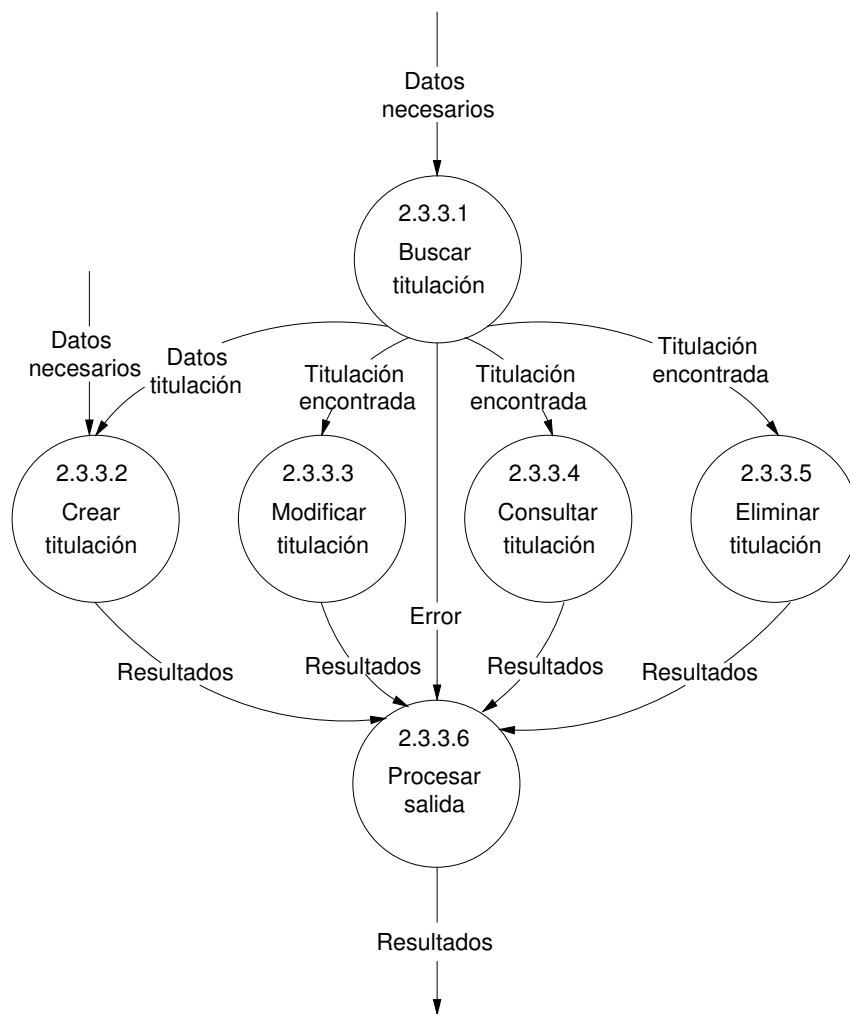 Datos
necesarios
2.3.3.1
Buscar
titulación
Datos
necesarios
Datos
titulación
Titulación
encontrada
Titulación
encontrada
Titulación
encontrada
2.3.3.2
Crear
titulación
2.3.3.3
Modificar
titulación
2.3.3.4
Consultar
titulación
2.3.3.5
Eliminar
titulación
Error
Resultados
Resultados
Resultados
Resultados
2.3.3.6
Procesar
salida
Resultados